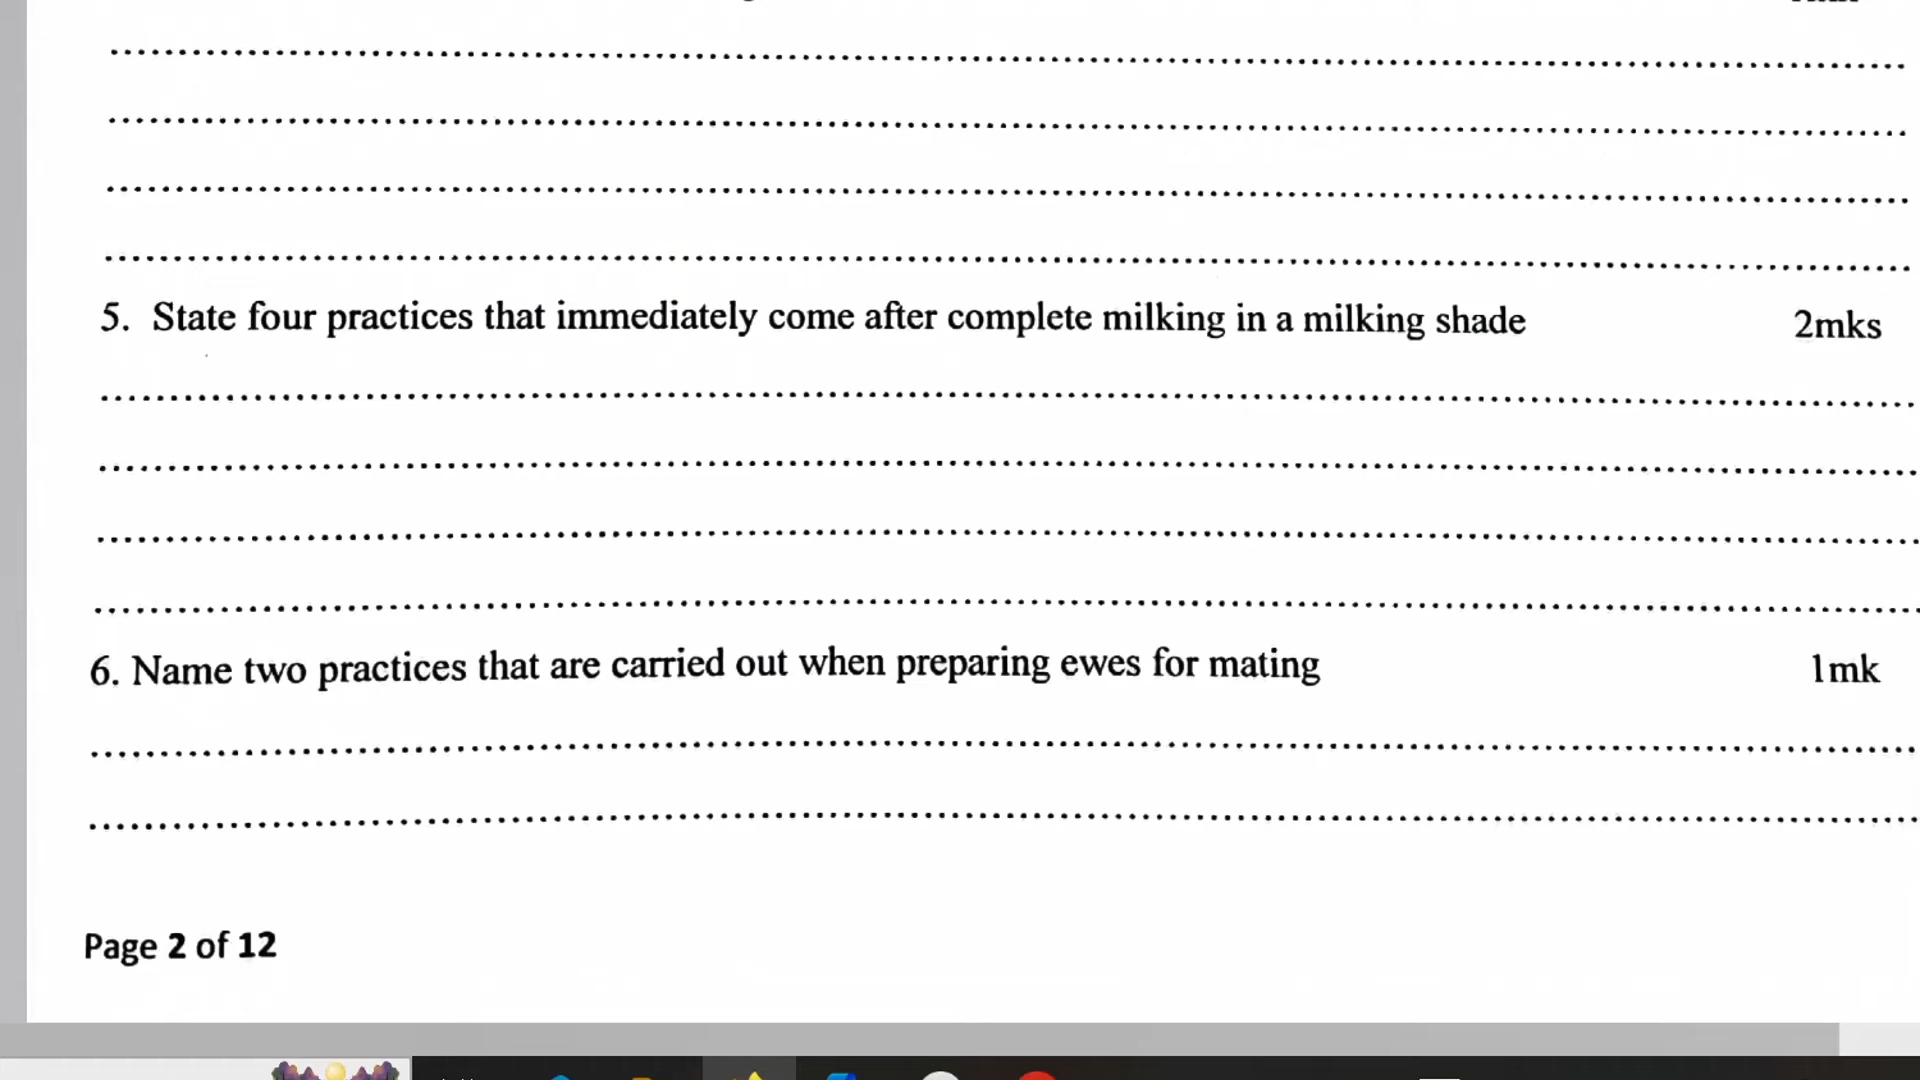 5. State four practices that immediately come after complete milking in a milking shade 2mks
6. Name two practices that are carried out when preparing ewes for mating 1mk
Page 2 of 12